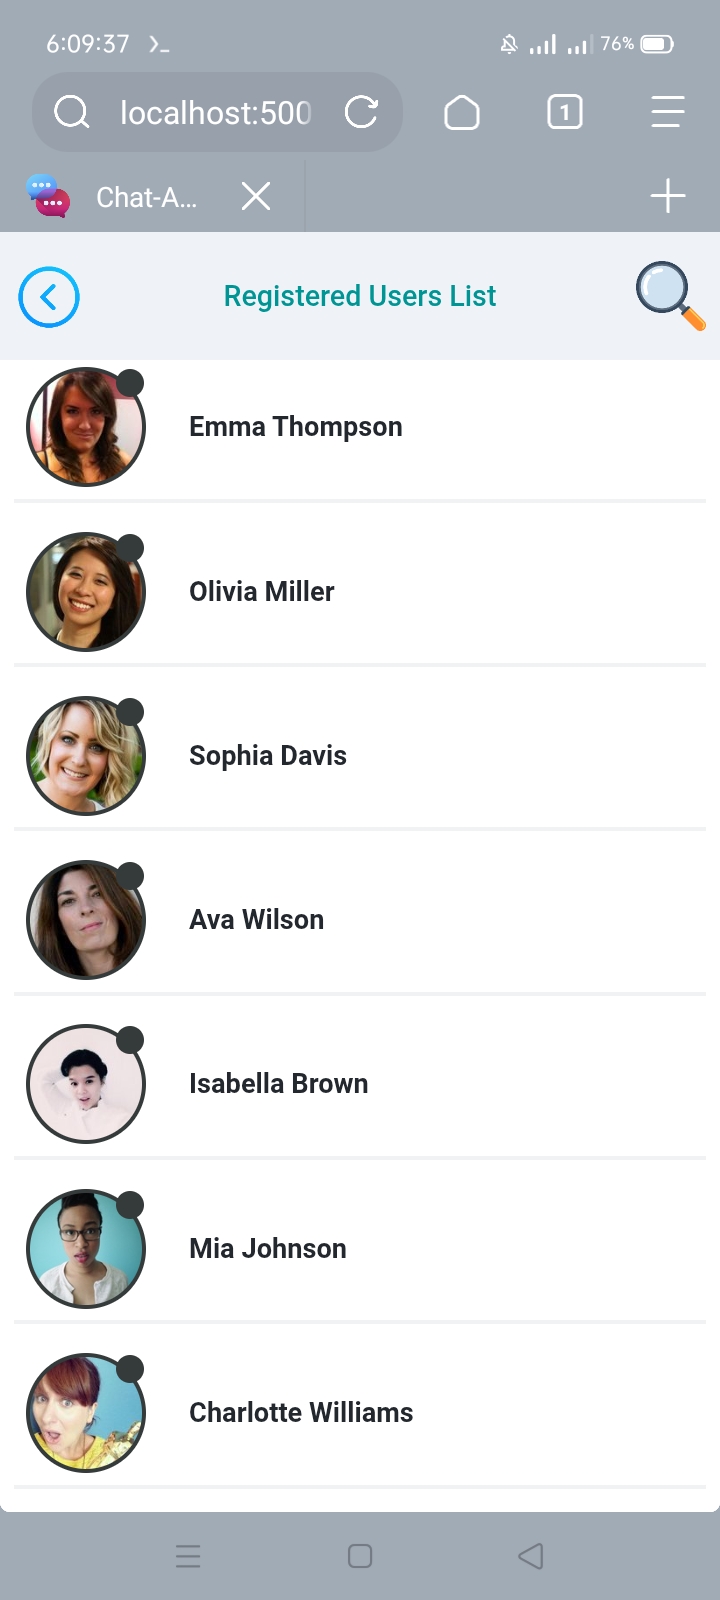 6:09:37
76%
localhost:500
1
Chat-A...
Registered Users List
Emma Thompson
Olivia Miller
Sophia Davis
Ava Wilson
Isabella Brown
Mia Johnson
Charlotte Williams